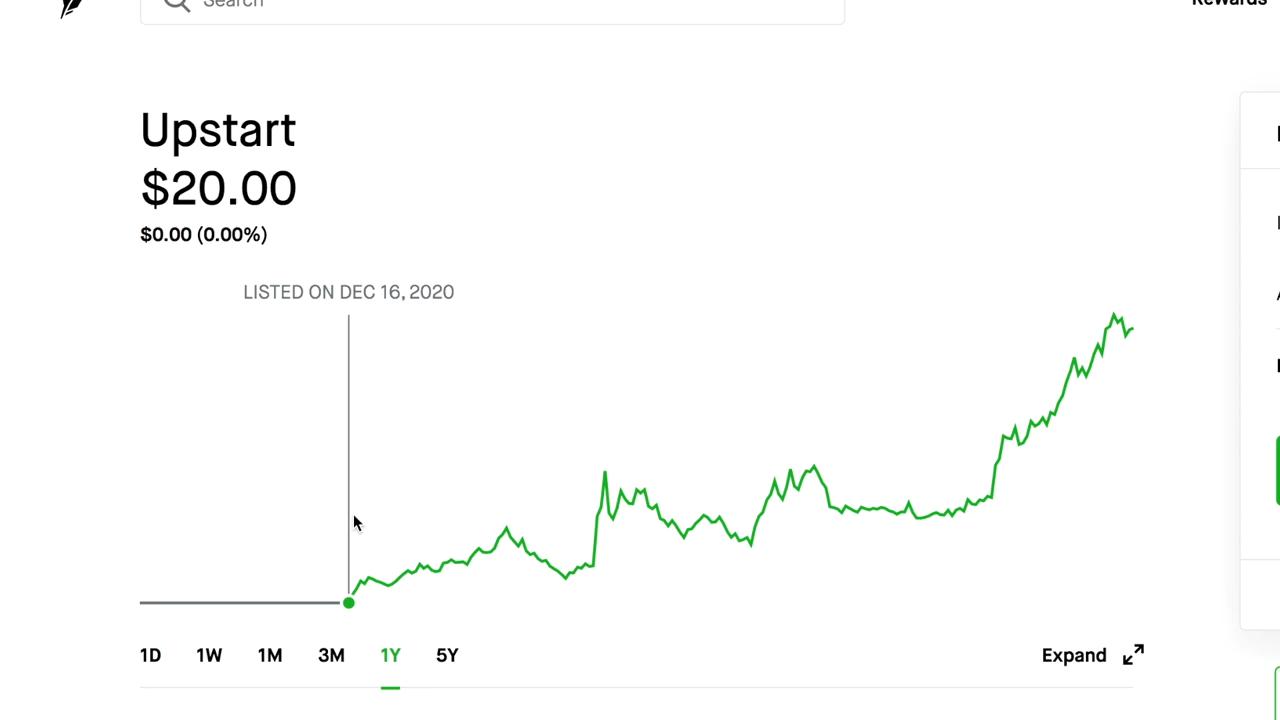 Search
Rewards
Upstart
$20.00
$0.00 (0.00%)
LISTED ON DEC 16, 2020
1D 1W 1M 3M 1Y 5Y
Expand